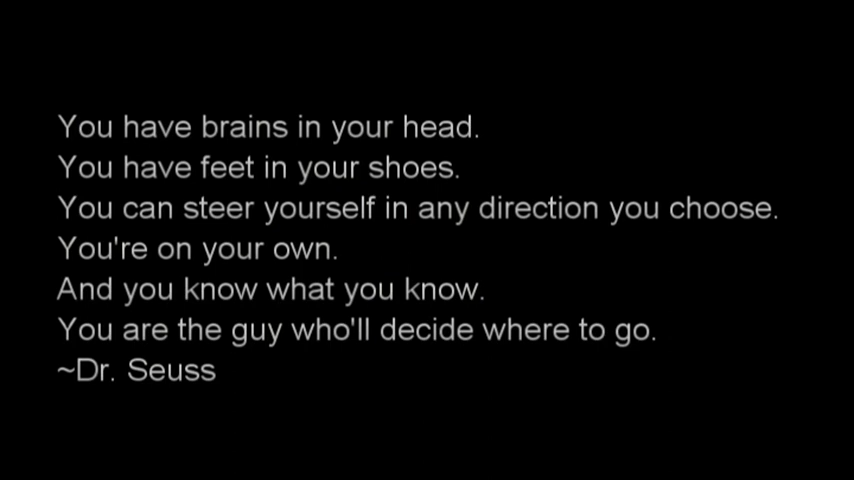 You have brains in your head.
You have feet in your shoes.
You can steer yourself in any direction you choose.
You're on your own.
And you know what you know.
You are the guy who'll decide where to go.
~Dr. Seuss